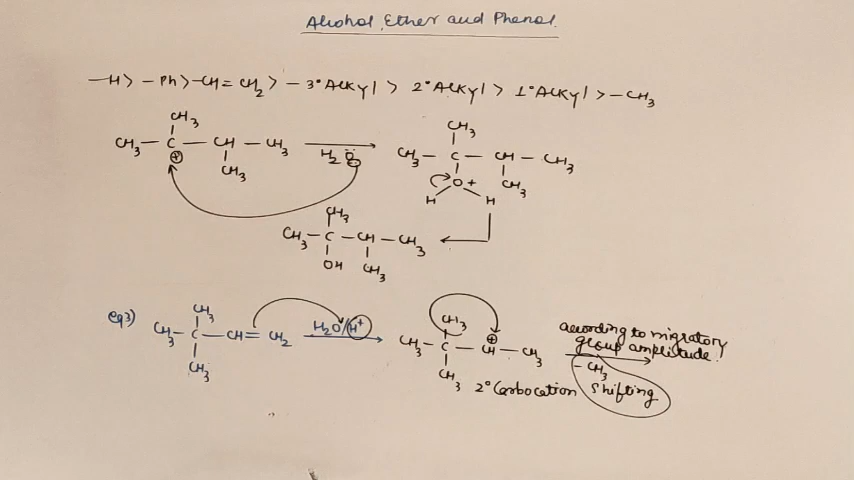 Alcohol, Ether and Phenol.
—H > —Ph > —CH=CH₂ > —3° Alkyl > 2° Alkyl > 1° Alkyl > —CH₃
CH₃
CH₃—C—CH—CH₃
⊕
CH₃
H₂Ö
CH₃
CH₃—C—CH—CH₃
O+ CH₃
H H
CH₃
CH₃—C—CH—CH₃
OH CH₃
eq3)
CH₃
CH₃—C—CH=CH₂
CH₃
H₂O/H⁺
CH₃ ⊕
CH₃—C—CH—CH₃
CH₃
2° Carbocation
according to migratory
group amplitude.
—CH₃
Shifting